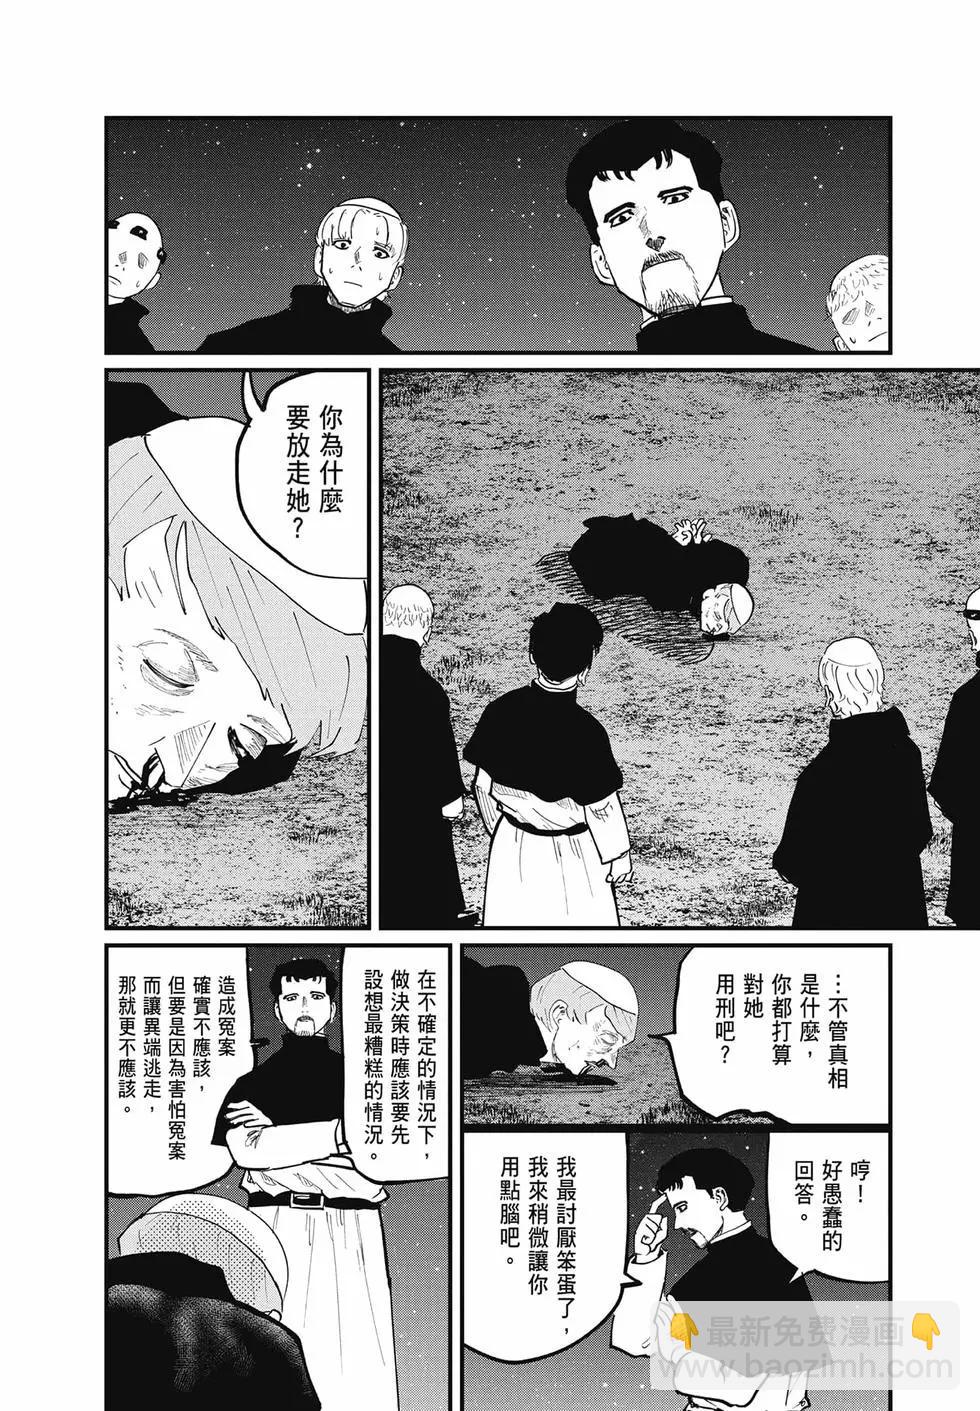 你為什麼
要放走她？
…不管真相
是什麼，
你都打算
對她
用刑吧？
哼！
好愚蠢的
回答。
我最討厭笨蛋了，
我來稍微讓你
用點腦吧。
在不確定的情況下，
做決策時應該要先
設想最糟糕的情況。
造成冤案
確實不應該，
但要是因為害怕冤案
而讓異端逃走，
那就更不應該。
👇最新免费漫画👇
www.baozimh.com